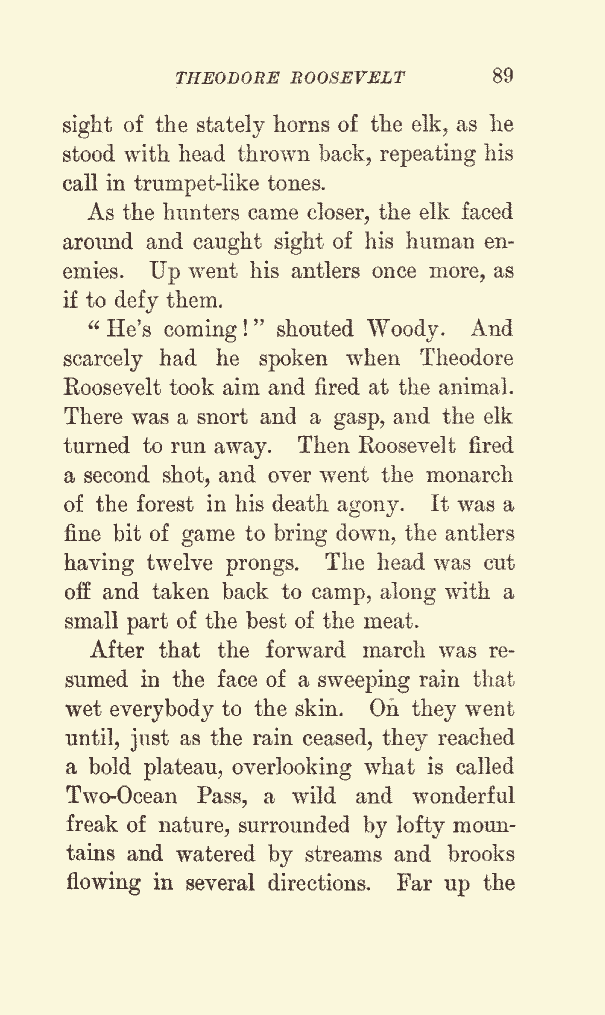 THEODORE ROOSEVELT 89
sight of the stately horns of the elk, as he
stood with head thrown back, repeating his
call in trumpet-like tones.
As the hunters came closer, the elk faced
around and caught sight of his human en-
emies. Up went his antlers once more, as
if to defy them.
“He’s coming!” shouted Woody. And
scarcely had he spoken when Theodore
Roosevelt took aim and fired at the animal.
There was a snort and a gasp, and the elk
turned to run away. Then Roosevelt fired
a second shot, and over went the monarch
of the forest in his death agony. It was a
fine bit of game to bring down, the antlers
having twelve prongs. The head was cut
off and taken back to camp, along with a
small part of the best of the meat.
After that the forward march was re-
sumed in the face of a sweeping rain that
wet everybody to the skin. On they went
until, just as the rain ceased, they reached
a bold plateau, overlooking what is called
Two-Ocean Pass, a wild and wonderful
freak of nature, surrounded by lofty moun-
tains and watered by streams and brooks
flowing in several directions. Far up the